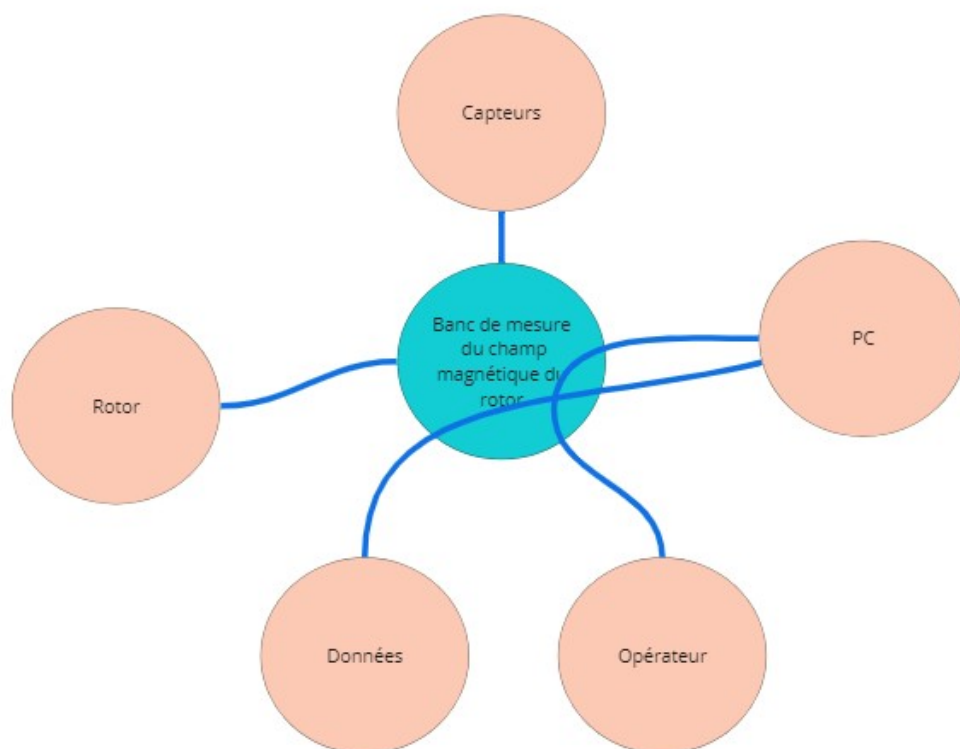 Capteurs
Banc de mesure
du champ
magnétique du
rotor
PC
Rotor
Données
Opérateur